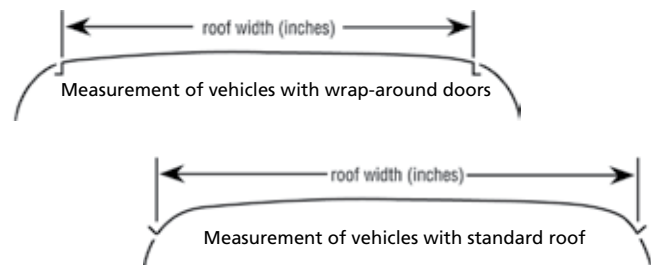 roof width (inches)
Measurement of vehicles with wrap-around doors
roof width (inches)
Measurement of vehicles with standard roof